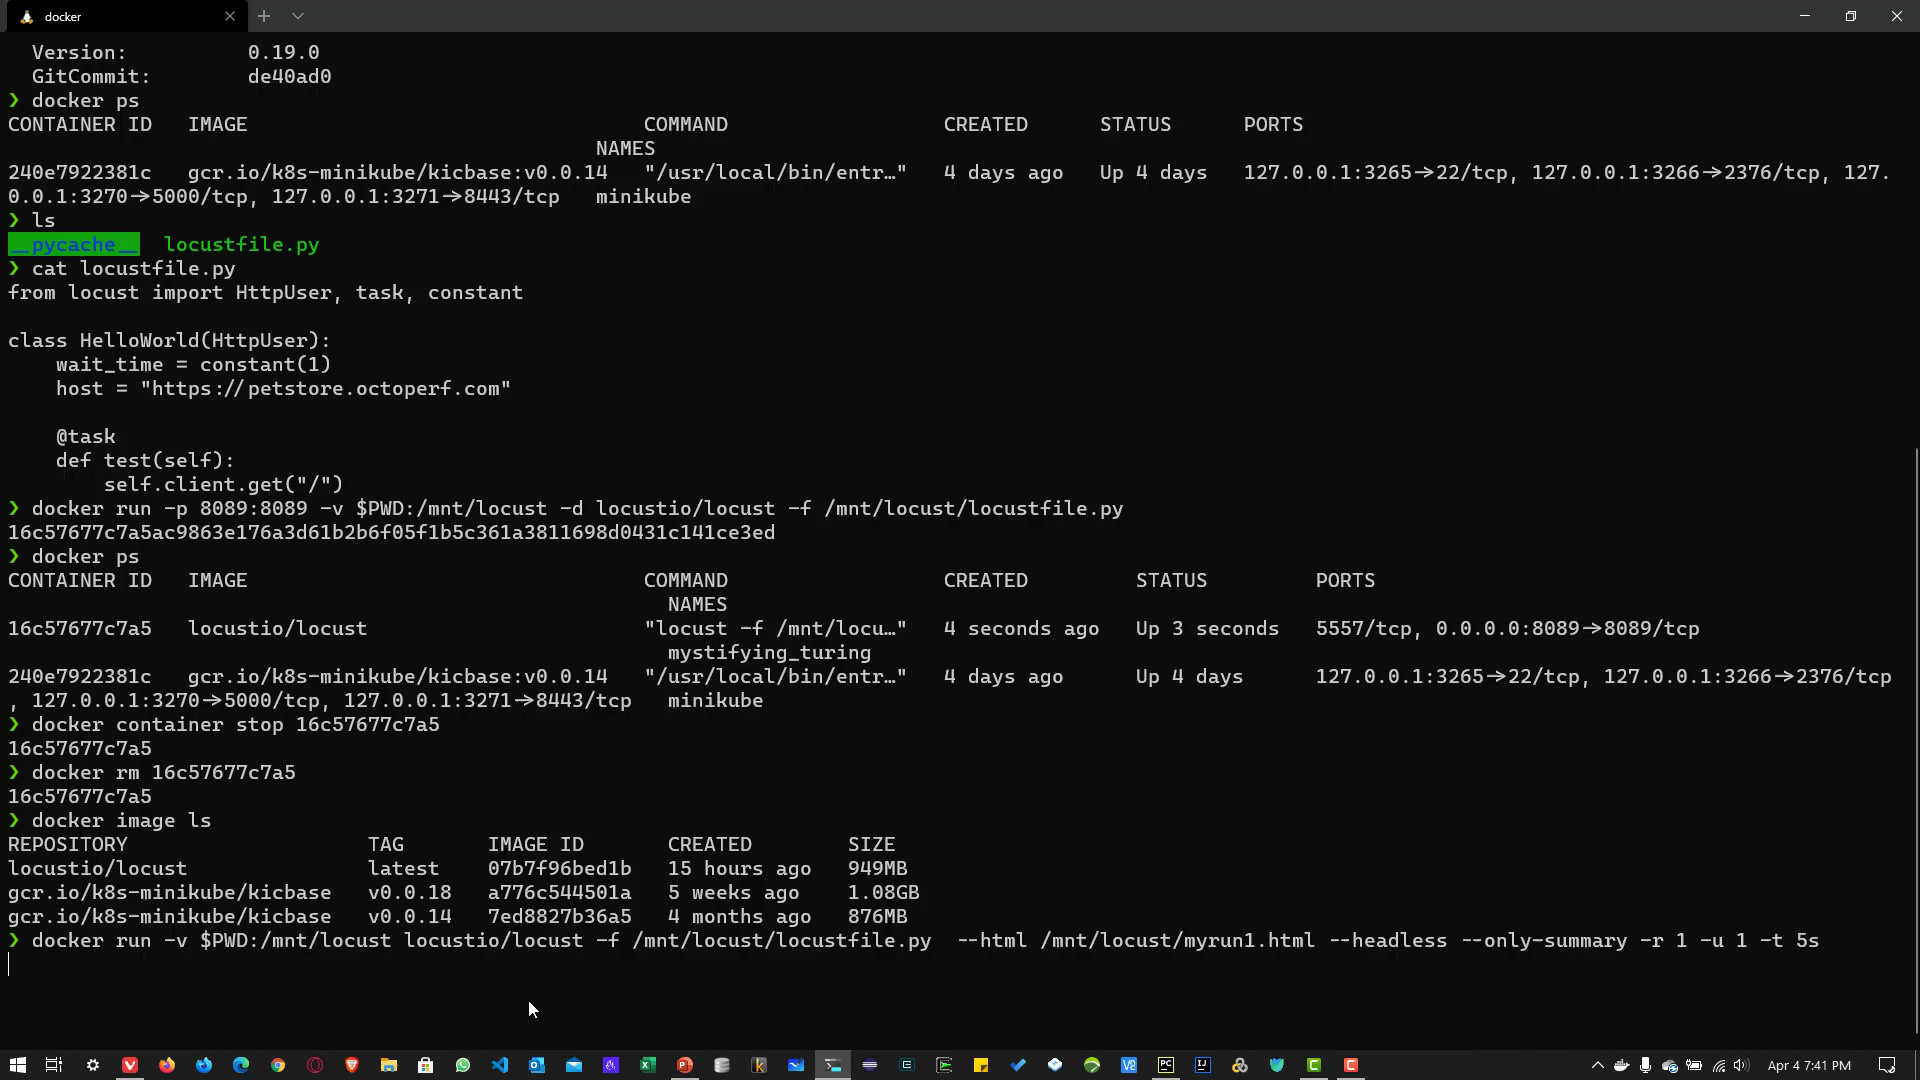 docker
Version: 0.19.0
GitCommit: de40ad0
❯ docker ps
CONTAINER ID IMAGE COMMAND CREATED STATUS PORTS
NAMES
240e7922381c gcr.io/k8s-minikube/kicbase:v0.0.14 "/usr/local/bin/entr…" 4 days ago Up 4 days 127.0.0.1:3265->22/tcp, 127.0.0.1:3266->2376/tcp, 127.
0.0.1:3270->5000/tcp, 127.0.0.1:3271->8443/tcp minikube
❯ ls
__pycache__ locustfile.py
❯ cat locustfile.py
from locust import HttpUser, task, constant
class HelloWorld(HttpUser):
wait_time = constant(1)
host = "https://petstore.octoperf.com"
@task
def test(self):
self.client.get("/")
❯ docker run -p 8089:8089 -v $PWD:/mnt/locust -d locustio/locust -f /mnt/locust/locustfile.py
16c57677c7a5ac9863e176a3d61b2b6f05f1b5c361a3811698d0431c141ce3ed
❯ docker ps
CONTAINER ID IMAGE COMMAND CREATED STATUS PORTS
NAMES
16c57677c7a5 locustio/locust "locust -f /mnt/locu…" 4 seconds ago Up 3 seconds 5557/tcp, 0.0.0.0:8089->8089/tcp
mystifying_turing
240e7922381c gcr.io/k8s-minikube/kicbase:v0.0.14 "/usr/local/bin/entr…" 4 days ago Up 4 days 127.0.0.1:3265->22/tcp, 127.0.0.1:3266->2376/tcp
, 127.0.0.1:3270->5000/tcp, 127.0.0.1:3271->8443/tcp minikube
❯ docker container stop 16c57677c7a5
16c57677c7a5
❯ docker rm 16c57677c7a5
16c57677c7a5
❯ docker image ls
REPOSITORY TAG IMAGE ID CREATED SIZE
locustio/locust latest 07b7f96bed1b 15 hours ago 949MB
gcr.io/k8s-minikube/kicbase v0.0.18 a776c544501a 5 weeks ago 1.08GB
gcr.io/k8s-minikube/kicbase v0.0.14 7ed8827b36a5 4 months ago 876MB
❯ docker run -v $PWD:/mnt/locust locustio/locust -f /mnt/locust/locustfile.py --html /mnt/locust/myrun1.html --headless --only-summary -r 1 -u 1 -t 5s
Apr 4 7:41 PM